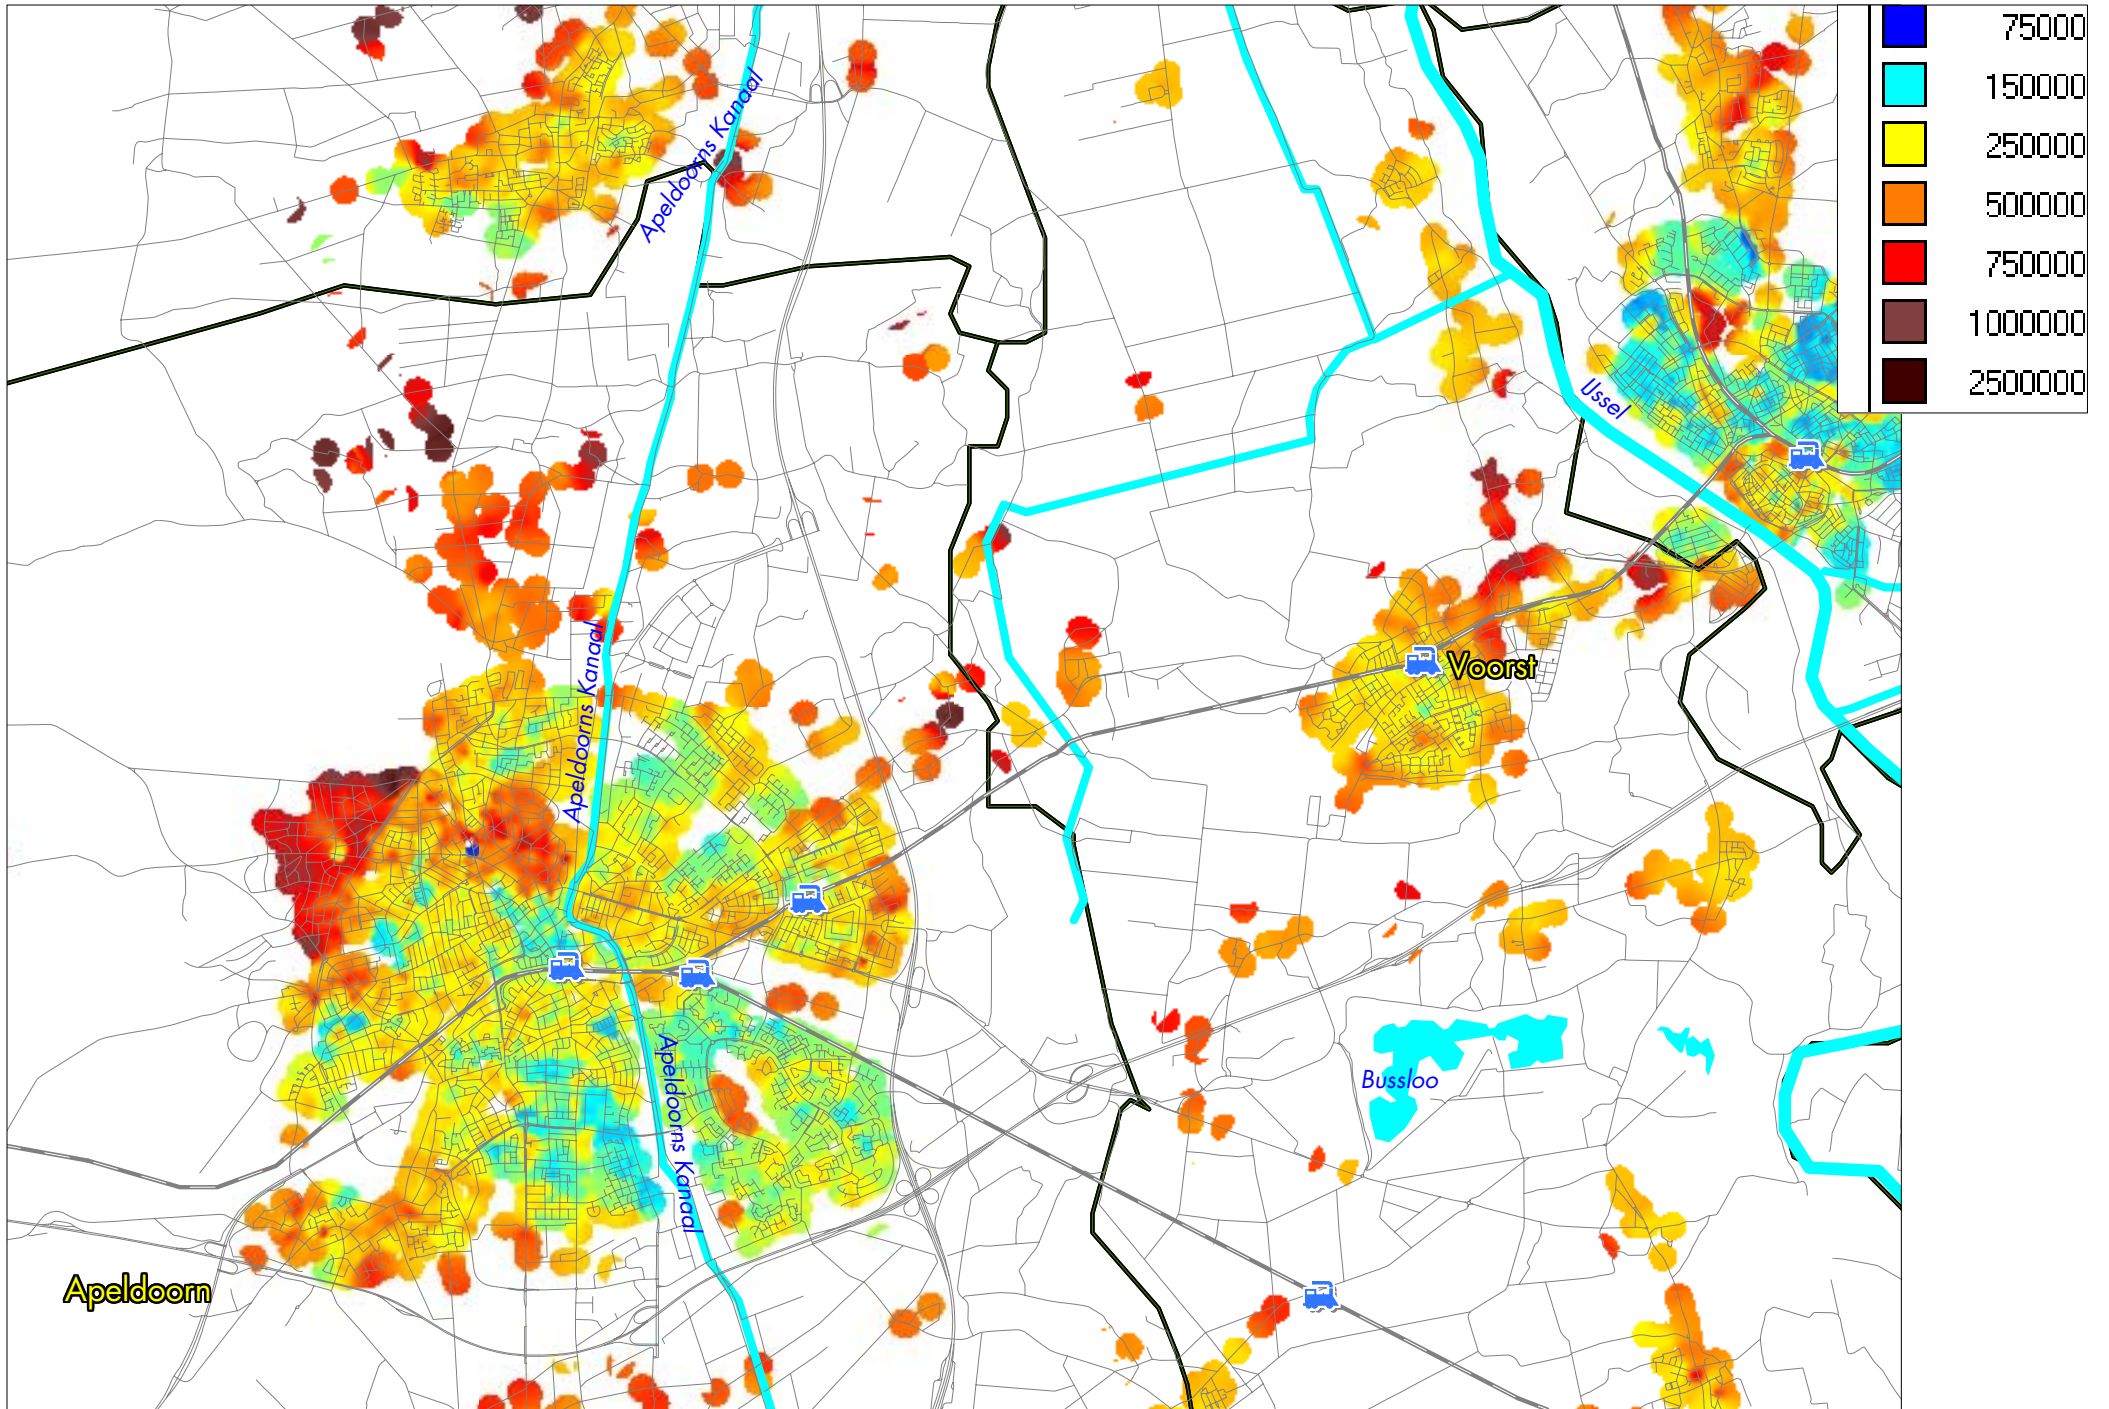 75000
150000
250000
500000
750000
1000000
2500000
Apeldoorns Kanaal
IJssel
Apeldoorns Kanaal
Voorst
Apeldoorns Kanaal
Bussloo
Apeldoorn